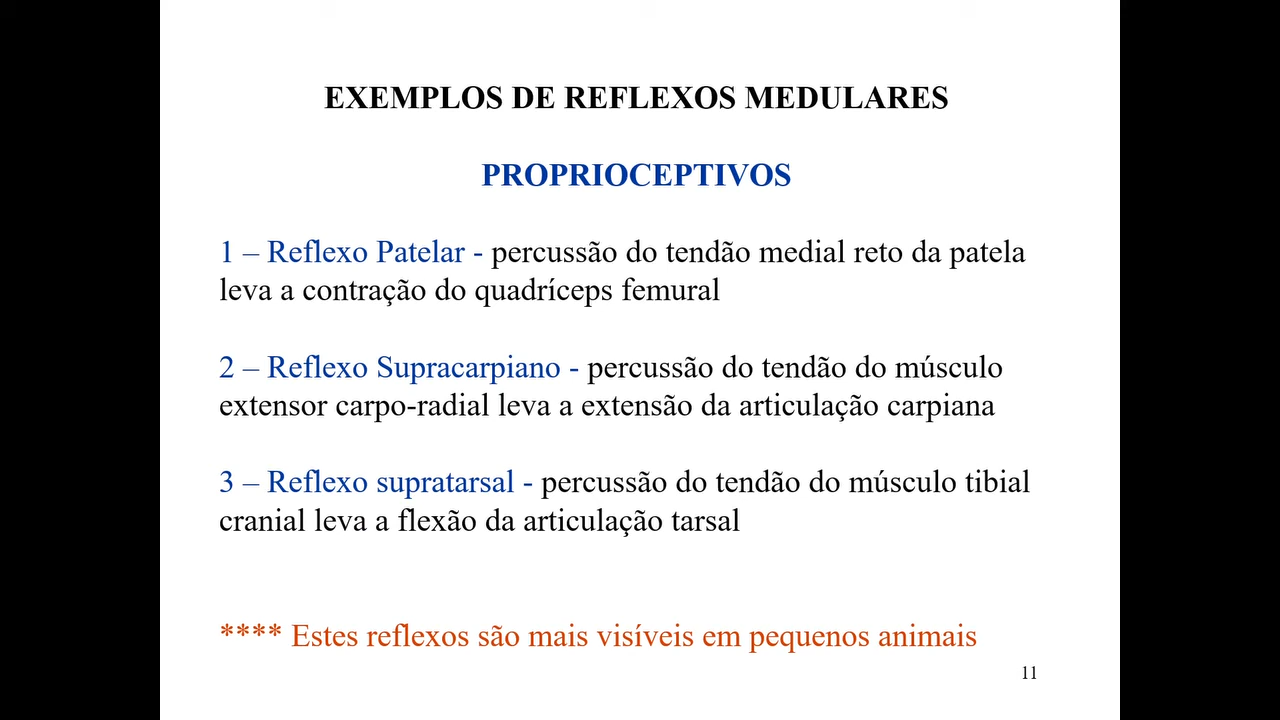 EXEMPLOS DE REFLEXOS MEDULARES
PROPRIOCEPTIVOS
1 – Reflexo Patelar - percussão do tendão medial reto da patela
leva a contração do quadríceps femural
2 – Reflexo Supracarpiano - percussão do tendão do músculo
extensor carpo-radial leva a extensão da articulação carpiana
3 – Reflexo supratarsal - percussão do tendão do músculo tibial
cranial leva a flexão da articulação tarsal
**** Estes reflexos são mais visíveis em pequenos animais
11